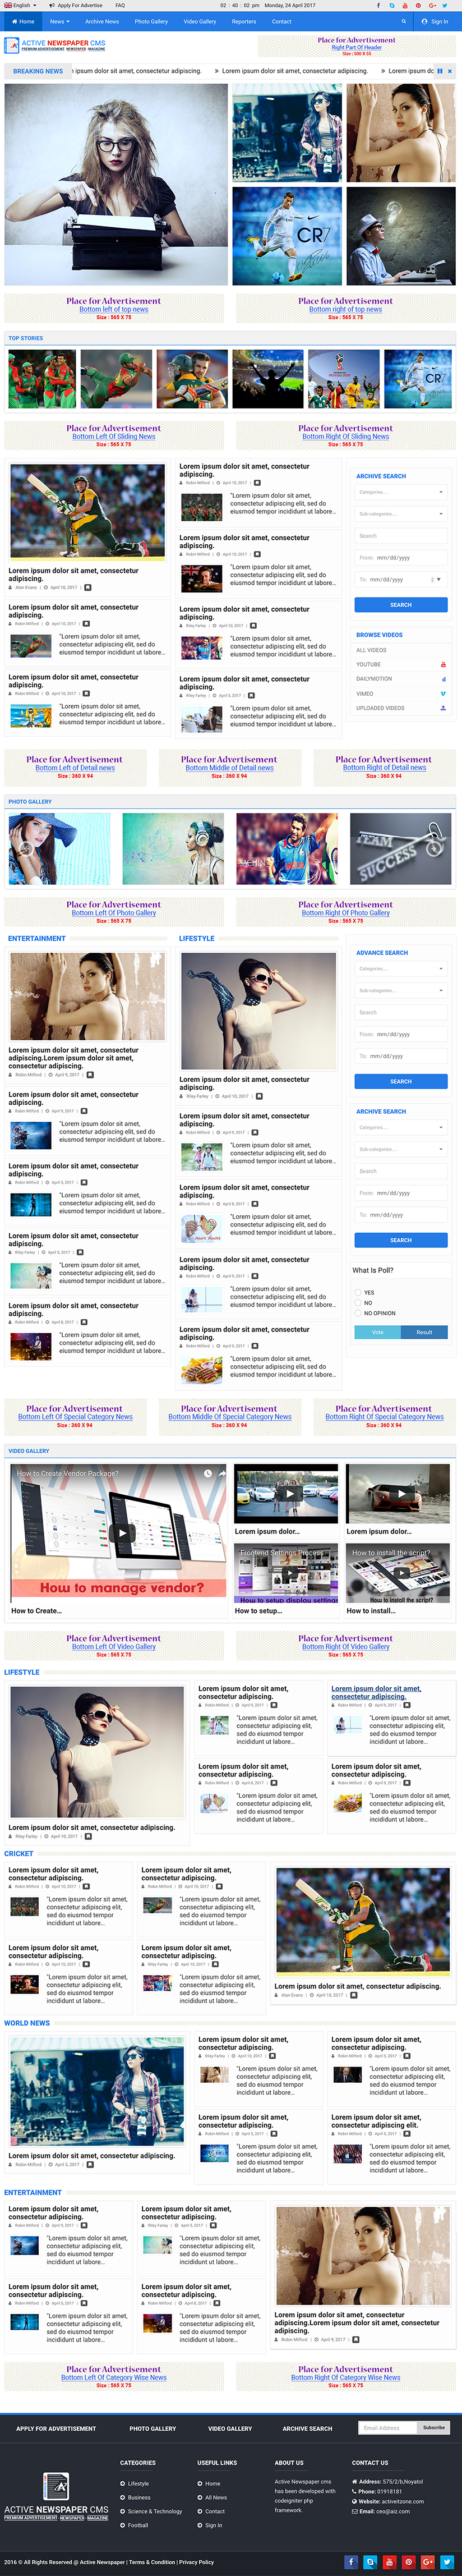 English
Apply For Advertise
FAQ
02 : 40 : 02 pm Monday, 24 April 2017
Home
News
Archive News
Photo Gallery
Video Gallery
Reporters
Contact
Sign In
ACTIVE NEWSPAPER CMS
PREMIUM ADVERTISEMENT NEWSPAPER MAGAZINE
Place for Advertisement
Right Part Of Header
Size : 500 X 55
BREAKING NEWS
ipsum dolor sit amet, consectetur adipiscing.
» Lorem ipsum dolor sit amet, consectetur adipiscing.
» Lorem ipsum do
CR7
Place for Advertisement
Bottom left of top news
Size : 565 X 75
Place for Advertisement
Bottom right of top news
Size : 565 X 75
TOP STORIES
CR
Place for Advertisement
Bottom Left Of Sliding News
Size : 565 X 75
Place for Advertisement
Bottom Right Of Sliding News
Size : 565 X 75
Lorem ipsum dolor sit amet, consectetur
adipiscing.
Alan Evans | April 10, 2017 |
Lorem ipsum dolor sit amet, consectetur
adipiscing.
Robin Milford | April 10, 2017 |
"Lorem ipsum dolor sit amet,
consectetur adipiscing elit, sed do
eiusmod tempor incididunt ut labore...
Lorem ipsum dolor sit amet, consectetur
adipiscing.
Robin Milford | April 10, 2017 |
"Lorem ipsum dolor sit amet,
consectetur adipiscing elit, sed do
eiusmod tempor incididunt ut labore...
Lorem ipsum dolor sit amet, consectetur
adipiscing.
Robin Milford | April 10, 2017 |
"Lorem ipsum dolor sit amet,
consectetur adipiscing elit, sed do
eiusmod tempor incididunt ut labore...
Lorem ipsum dolor sit amet, consectetur
adipiscing.
Robin Milford | April 10, 2017 |
"Lorem ipsum dolor sit amet,
consectetur adipiscing elit, sed do
eiusmod tempor incididunt ut labore...
Lorem ipsum dolor sit amet, consectetur
adipiscing.
Riley Farley | April 10, 2017 |
"Lorem ipsum dolor sit amet,
consectetur adipiscing elit, sed do
eiusmod tempor incididunt ut labore...
Lorem ipsum dolor sit amet, consectetur
adipiscing.
Riley Farley | April 5, 2017 |
"Lorem ipsum dolor sit amet,
consectetur adipiscing elit, sed do
eiusmod tempor incididunt ut labore...
ARCHIVE SEARCH
Categories...
Sub-categories...
Search
From: mm/dd/yyyy
To: mm/dd/yyyy
SEARCH
BROWSE VIDEOS
ALL VIDEOS
YOUTUBE
DAILYMOTION
VIMEO
UPLOADED VIDEOS
Place for Advertisement
Bottom Left of Detail news
Size : 360 X 94
Place for Advertisement
Bottom Middle of Detail news
Size : 360 X 94
Place for Advertisement
Bottom Right of Detail news
Size : 360 X 94
PHOTO GALLERY
TEAM
SUCCESS
Place for Advertisement
Bottom Left Of Photo Gallery
Size : 565 X 75
Place for Advertisement
Bottom Right Of Photo Gallery
Size : 565 X 75
ENTERTAINMENT
Lorem ipsum dolor sit amet, consectetur
adipiscing.Lorem ipsum dolor sit amet,
consectetur adipiscing.
Robin Milford | April 9, 2017 |
Lorem ipsum dolor sit amet, consectetur
adipiscing.
Robin Milford | April 9, 2017 |
"Lorem ipsum dolor sit amet,
consectetur adipiscing elit, sed do
eiusmod tempor incididunt ut labore...
Lorem ipsum dolor sit amet, consectetur
adipiscing.
Robin Milford | April 5, 2017 |
"Lorem ipsum dolor sit amet,
consectetur adipiscing elit, sed do
eiusmod tempor incididunt ut labore...
Lorem ipsum dolor sit amet, consectetur
adipiscing.
Riley Farley | April 5, 2017 |
"Lorem ipsum dolor sit amet,
consectetur adipiscing elit, sed do
eiusmod tempor incididunt ut labore...
Lorem ipsum dolor sit amet, consectetur
adipiscing.
Robin Milford | April 8, 2017 |
"Lorem ipsum dolor sit amet,
consectetur adipiscing elit, sed do
eiusmod tempor incididunt ut labore...
LIFESTYLE
Lorem ipsum dolor sit amet, consectetur
adipiscing.
Riley Farley | April 10, 2017 |
Lorem ipsum dolor sit amet, consectetur
adipiscing.
Robin Milford | April 9, 2017 |
"Lorem ipsum dolor sit amet,
consectetur adipiscing elit, sed do
eiusmod tempor incididunt ut labore...
Lorem ipsum dolor sit amet, consectetur
adipiscing.
Robin Milford | April 8, 2017 |
"Lorem ipsum dolor sit amet,
consectetur adipiscing elit, sed do
eiusmod tempor incididunt ut labore...
Lorem ipsum dolor sit amet, consectetur
adipiscing.
Robin Milford | April 9, 2017 |
"Lorem ipsum dolor sit amet,
consectetur adipiscing elit, sed do
eiusmod tempor incididunt ut labore...
Lorem ipsum dolor sit amet, consectetur
adipiscing.
Robin Milford | April 9, 2017 |
"Lorem ipsum dolor sit amet,
consectetur adipiscing elit, sed do
eiusmod tempor incididunt ut labore...
ADVANCE SEARCH
Categories...
Sub-categories...
Search
From: mm/dd/yyyy
To: mm/dd/yyyy
SEARCH
ARCHIVE SEARCH
Categories...
Sub-categories...
Search
From: mm/dd/yyyy
To: mm/dd/yyyy
SEARCH
What Is Poll?
YES
NO
NO OPINION
Vote
Result
Place for Advertisement
Bottom Left Of Special Category News
Size : 360 X 94
Place for Advertisement
Bottom Middle Of Special Category News
Size : 360 X 94
Place for Advertisement
Bottom Right Of Special Category News
Size : 360 X 94
VIDEO GALLERY
How to Create Vendor Package?
How to manage vendor?
How to Create...
Lorem ipsum dolor...
Lorem ipsum dolor...
Frontend Settings Process
How to setup display settings
How to setup...
How to install the script?
How to install the script?
How to install...
Place for Advertisement
Bottom Left Of Video Gallery
Size : 565 X 75
Place for Advertisement
Bottom Right Of Video Gallery
Size : 565 X 75
LIFESTYLE
Lorem ipsum dolor sit amet, consectetur adipiscing.
Riley Farley | April 10, 2017 |
Lorem ipsum dolor sit amet,
consectetur adipiscing.
Robin Milford | April 9, 2017 |
"Lorem ipsum dolor sit amet,
consectetur adipiscing elit,
sed do eiusmod tempor
incididunt ut labore...
Lorem ipsum dolor sit amet,
consectetur adipiscing.
Robin Milford | April 9, 2017 |
"Lorem ipsum dolor sit amet,
consectetur adipiscing elit,
sed do eiusmod tempor
incididunt ut labore...
Lorem ipsum dolor sit amet,
consectetur adipiscing.
Robin Milford | April 8, 2017 |
"Lorem ipsum dolor sit amet,
consectetur adipiscing elit,
sed do eiusmod tempor
incididunt ut labore...
Lorem ipsum dolor sit amet,
consectetur adipiscing.
Robin Milford | April 9, 2017 |
"Lorem ipsum dolor sit amet,
consectetur adipiscing elit,
sed do eiusmod tempor
incididunt ut labore...
CRICKET
Lorem ipsum dolor sit amet,
consectetur adipiscing.
Robin Milford | April 10, 2017 |
"Lorem ipsum dolor sit amet,
consectetur adipiscing elit,
sed do eiusmod tempor
incididunt ut labore...
Lorem ipsum dolor sit amet,
consectetur adipiscing.
Robin Milford | April 10, 2017 |
"Lorem ipsum dolor sit amet,
consectetur adipiscing elit,
sed do eiusmod tempor
incididunt ut labore...
Lorem ipsum dolor sit amet,
consectetur adipiscing.
Robin Milford | April 10, 2017 |
"Lorem ipsum dolor sit amet,
consectetur adipiscing elit,
sed do eiusmod tempor
incididunt ut labore...
Lorem ipsum dolor sit amet,
consectetur adipiscing.
Riley Farley | April 10, 2017 |
"Lorem ipsum dolor sit amet,
consectetur adipiscing elit,
sed do eiusmod tempor
incididunt ut labore...
Lorem ipsum dolor sit amet, consectetur adipiscing.
Alan Evans | April 10, 2017 |
WORLD NEWS
Lorem ipsum dolor sit amet, consectetur adipiscing.
Robin Milford | April 5, 2017 |
Lorem ipsum dolor sit amet,
consectetur adipiscing.
Riley Farley | April 10, 2017 |
"Lorem ipsum dolor sit amet,
consectetur adipiscing elit,
sed do eiusmod tempor
incididunt ut labore...
Lorem ipsum dolor sit amet,
consectetur adipiscing.
Robin Milford | April 5, 2017 |
"Lorem ipsum dolor sit amet,
consectetur adipiscing elit,
sed do eiusmod tempor
incididunt ut labore...
Lorem ipsum dolor sit amet,
consectetur adipiscing.
Robin Milford | April 5, 2017 |
"Lorem ipsum dolor sit amet,
consectetur adipiscing elit,
sed do eiusmod tempor
incididunt ut labore...
Lorem ipsum dolor sit amet,
consectetur adipiscing elit.
Robin Milford | April 5, 2017 |
"Lorem ipsum dolor sit amet,
consectetur adipiscing elit,
sed do eiusmod tempor
incididunt ut labore...
ENTERTAINMENT
Lorem ipsum dolor sit amet,
consectetur adipiscing.
Robin Milford | April 9, 2017 |
"Lorem ipsum dolor sit amet,
consectetur adipiscing elit,
sed do eiusmod tempor
incididunt ut labore...
Lorem ipsum dolor sit amet,
consectetur adipiscing.
Riley Farley | April 5, 2017 |
"Lorem ipsum dolor sit amet,
consectetur adipiscing elit,
sed do eiusmod tempor
incididunt ut labore...
Lorem ipsum dolor sit amet,
consectetur adipiscing.
Robin Milford | April 5, 2017 |
"Lorem ipsum dolor sit amet,
consectetur adipiscing elit,
sed do eiusmod tempor
incididunt ut labore...
Lorem ipsum dolor sit amet,
consectetur adipiscing.
Robin Milford | April 8, 2017 |
"Lorem ipsum dolor sit amet,
consectetur adipiscing elit,
sed do eiusmod tempor
incididunt ut labore...
Lorem ipsum dolor sit amet, consectetur
adipiscing.Lorem ipsum dolor sit amet, consectetur
adipiscing.
Robin Milford | April 9, 2017 |
Place for Advertisement
Bottom Left Of Category Wise News
Size : 565 X 75
Place for Advertisement
Bottom Right Of Category Wise News
Size : 565 X 75
APPLY FOR ADVERTISEMENT
PHOTO GALLERY
VIDEO GALLERY
ARCHIVE SEARCH
Email Address
Subscribe
ACTIVE NEWSPAPER CMS
PREMIUM ADVERTISEMENT NEWSPAPER MAGAZINE
CATEGORIES
Lifestyle
Business
Science & Technology
Football
USEFUL LINKS
Home
All News
Contact
Sign In
ABOUT US
Active Newspaper cms
has been developed with
codeigniter php
framework.
CONTACT US
Address: 575/2/b,Noyatol
Phone: 01918181
Website: activeitzone.com
Email: ceo@aiz.com
2016 © All Rights Reserved @ Active Newspaper | Terms & Condition | Privacy Policy